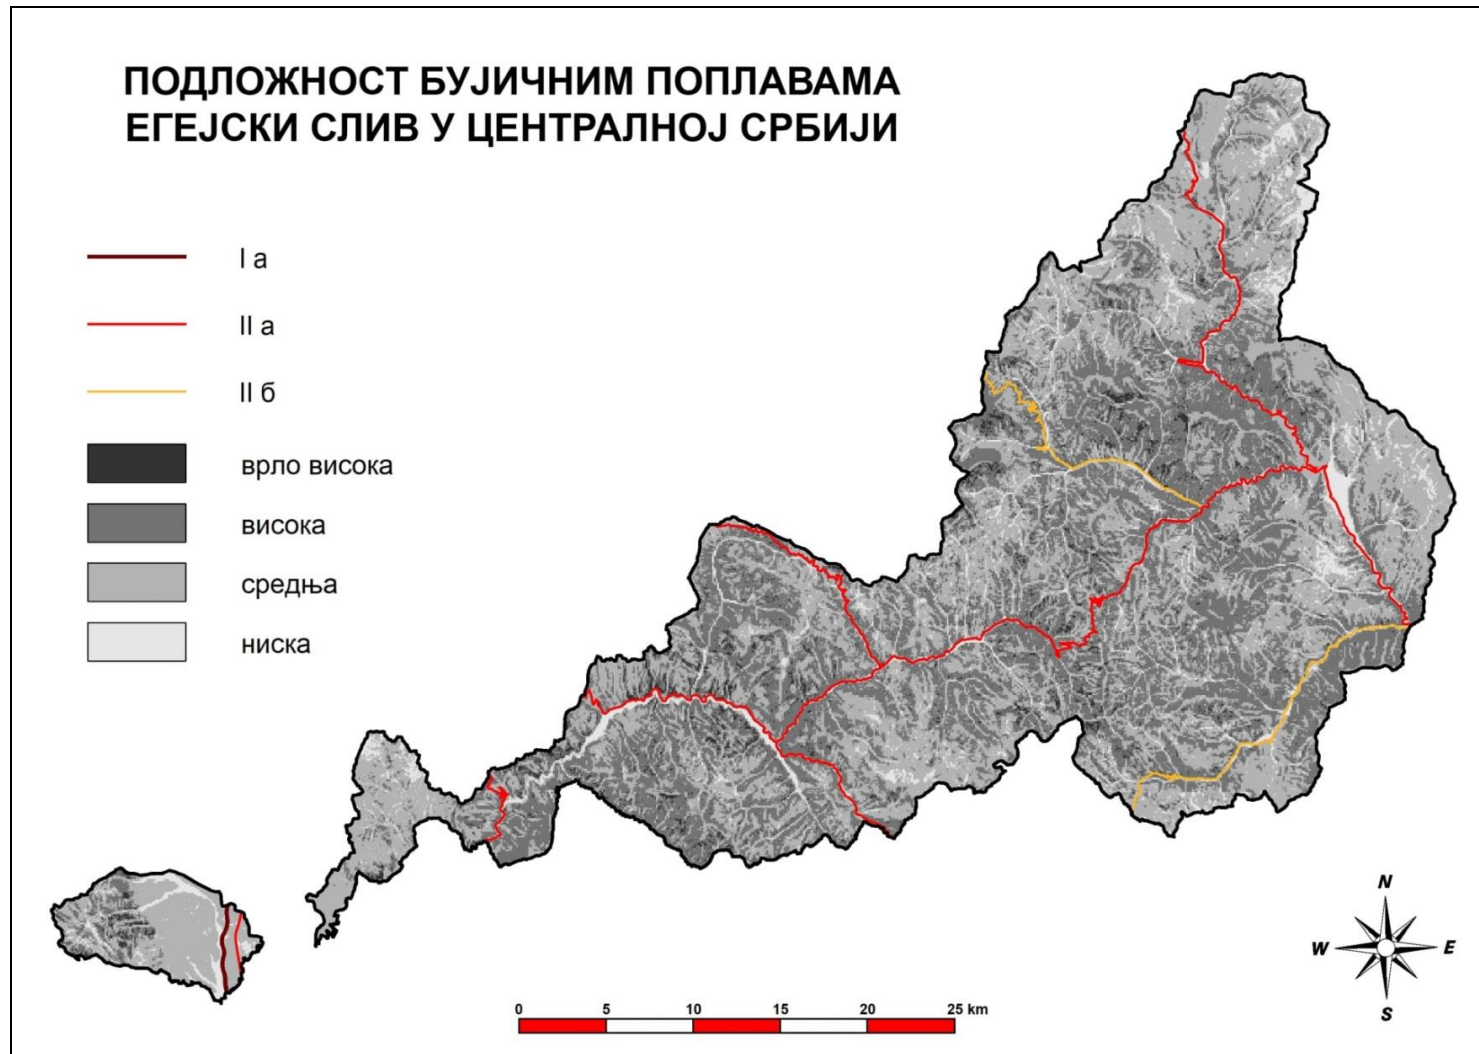 ПОДЛОЖНОСТ БУЈИЧНИМ ПОПЛАВАМА
ЕГЕЈСКИ СЛИВ У ЦЕНТРАЛНОЈ СРБИЈИ
I а
II а
II б
врло висока
висока
средња
ниска
N
W E
S
0 5 10 15 20 25 km